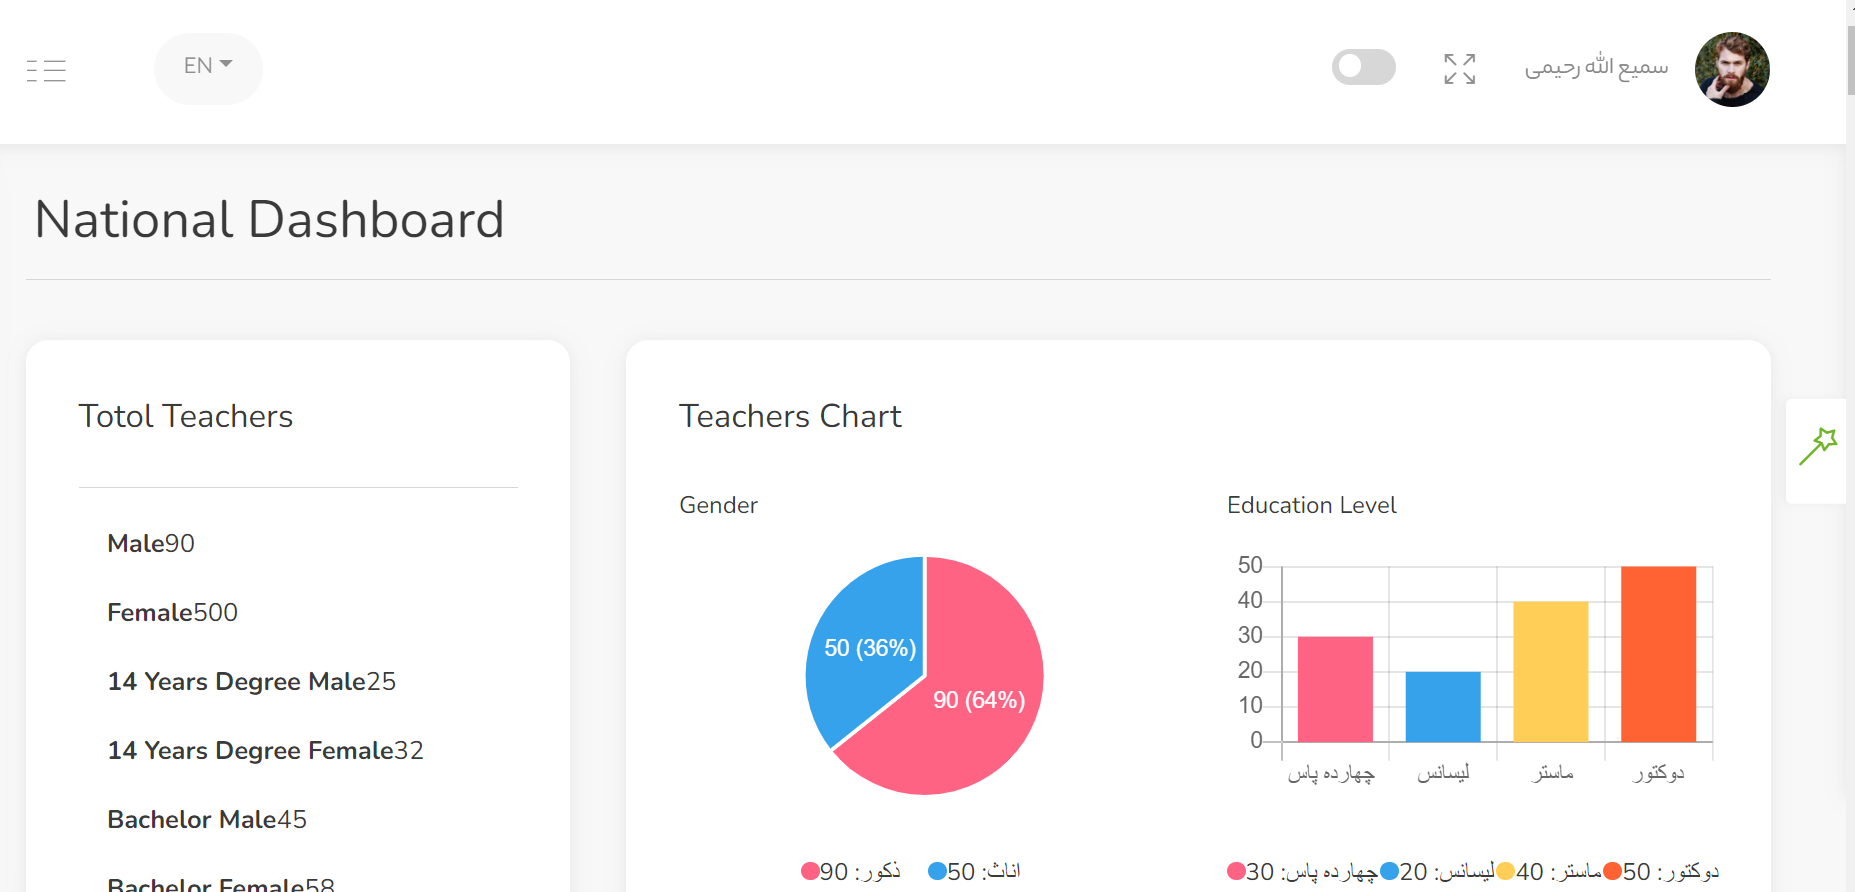 EN
سمیع الله رحیمی
National Dashboard
Totol Teachers
Male90
Female500
14 Years Degree Male25
14 Years Degree Female32
Bachelor Male45
Bachelor Female58
Teachers Chart
Gender
50 (36%)
90 (64%)
ذکور: 90
اناث: 50
Education Level
50
40
30
20
10
0
چهارده پاس
لیسانس
ماستر
دوکتور
چهارده پاس: 30
لیسانس: 20
ماستر: 40
دوکتور: 50